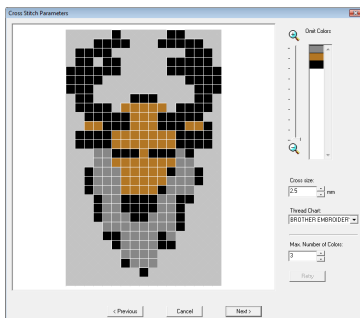 Cross Stitch Parameters
Omit Colors
Cross size:
2.5 mm
Thread Chart:
BROTHER EMBROIDERY
Max. Number of Colors:
3
Retry
< Previous
Cancel
Next >